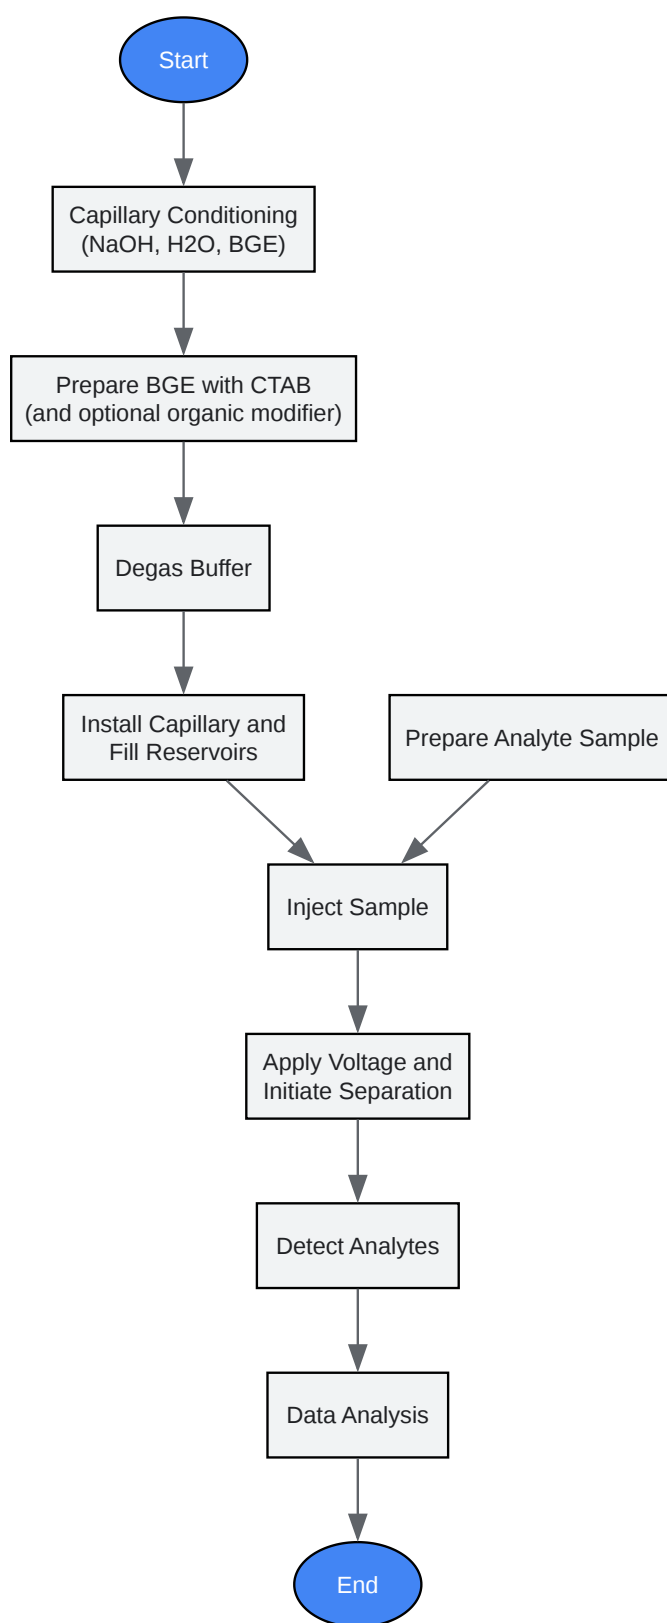 Start
Capillary Conditioning
(NaOH, H2O, BGE)
Prepare BGE with CTAB
(and optional organic modifier)
Degas Buffer
Install Capillary and
Fill Reservoirs
Prepare Analyte Sample
Inject Sample
Apply Voltage and
Initiate Separation
Detect Analytes
Data Analysis
End